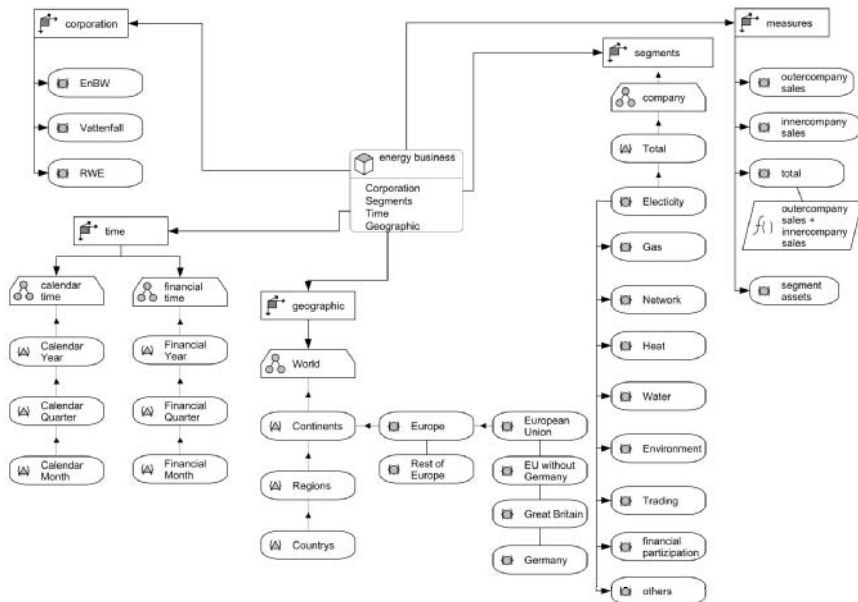 corporation
EnBW
Vattenfall
RWE
energy business
Corporation
Segments
Time
Geographic
measures
outercompany
sales
innercompany
sales
total
f()
outercompany
sales +
innercompany
sales
segment
assets
segments
company
Total
Electicity
Gas
Network
Heat
Water
Environment
Trading
financial
partizipation
others
time
calendar
time
Calendar
Year
Calendar
Quarter
Calendar
Month
financial
time
Financial
Year
Financial
Quarter
Financial
Month
geographic
World
Continents
Regions
Countrys
Europe
Rest of
Europe
European
Union
EU without
Germany
Great Britain
Germany